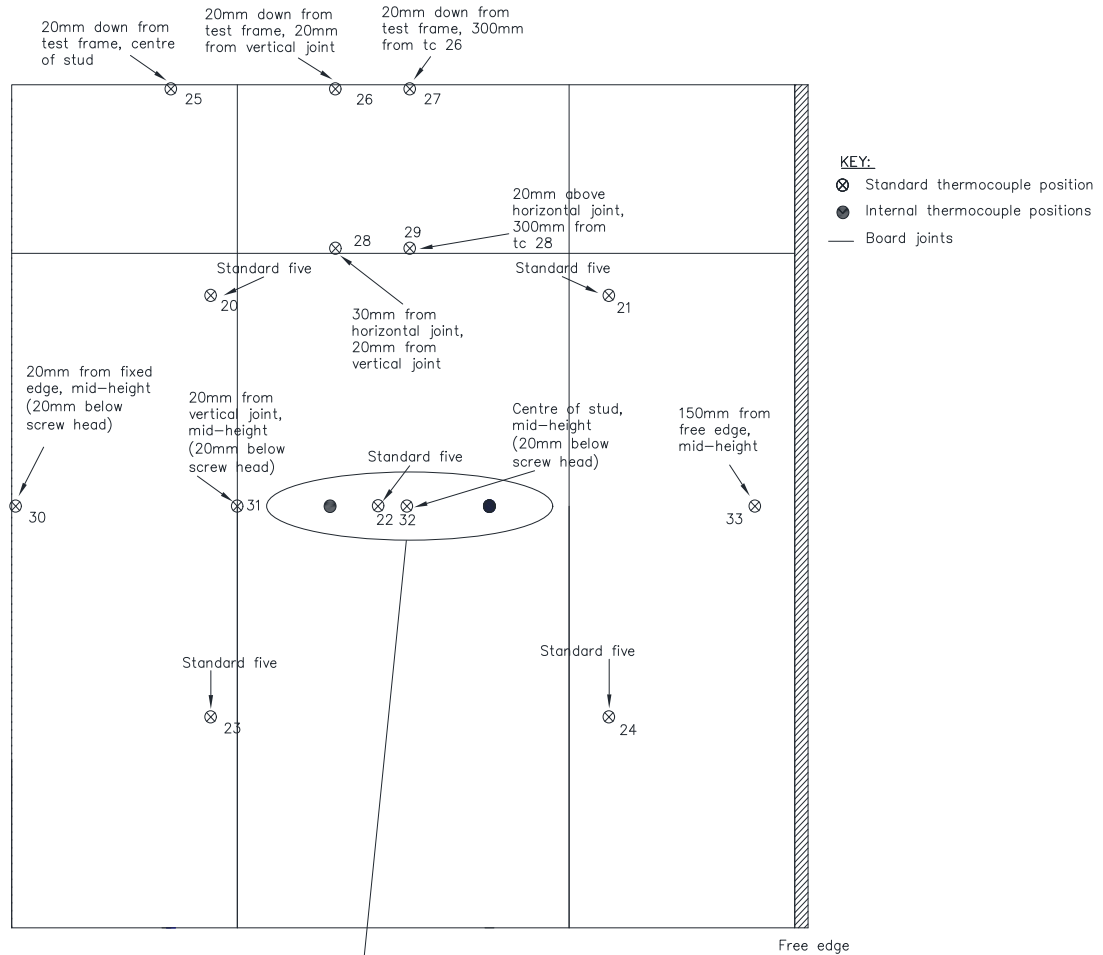 20mm down from
test frame, centre
of stud
20mm down from
test frame, 20mm
from vertical joint
20mm down from
test frame, 300mm
from tc 26
25
26
27
KEY:
Standard thermocouple position
Internal thermocouple positions
Board joints
20mm above
horizontal joint,
300mm from
tc 28
28
29
Standard five
20
Standard five
21
30mm from
horizontal joint,
20mm from
vertical joint
20mm from fixed
edge, mid-height
(20mm below
screw head)
20mm from
vertical joint,
mid-height
(20mm below
screw head)
Centre of stud,
mid-height
(20mm below
screw head)
150mm from
free edge,
mid-height
Standard five
30
31
22
32
33
Standard five
23
Standard five
24
Free edge